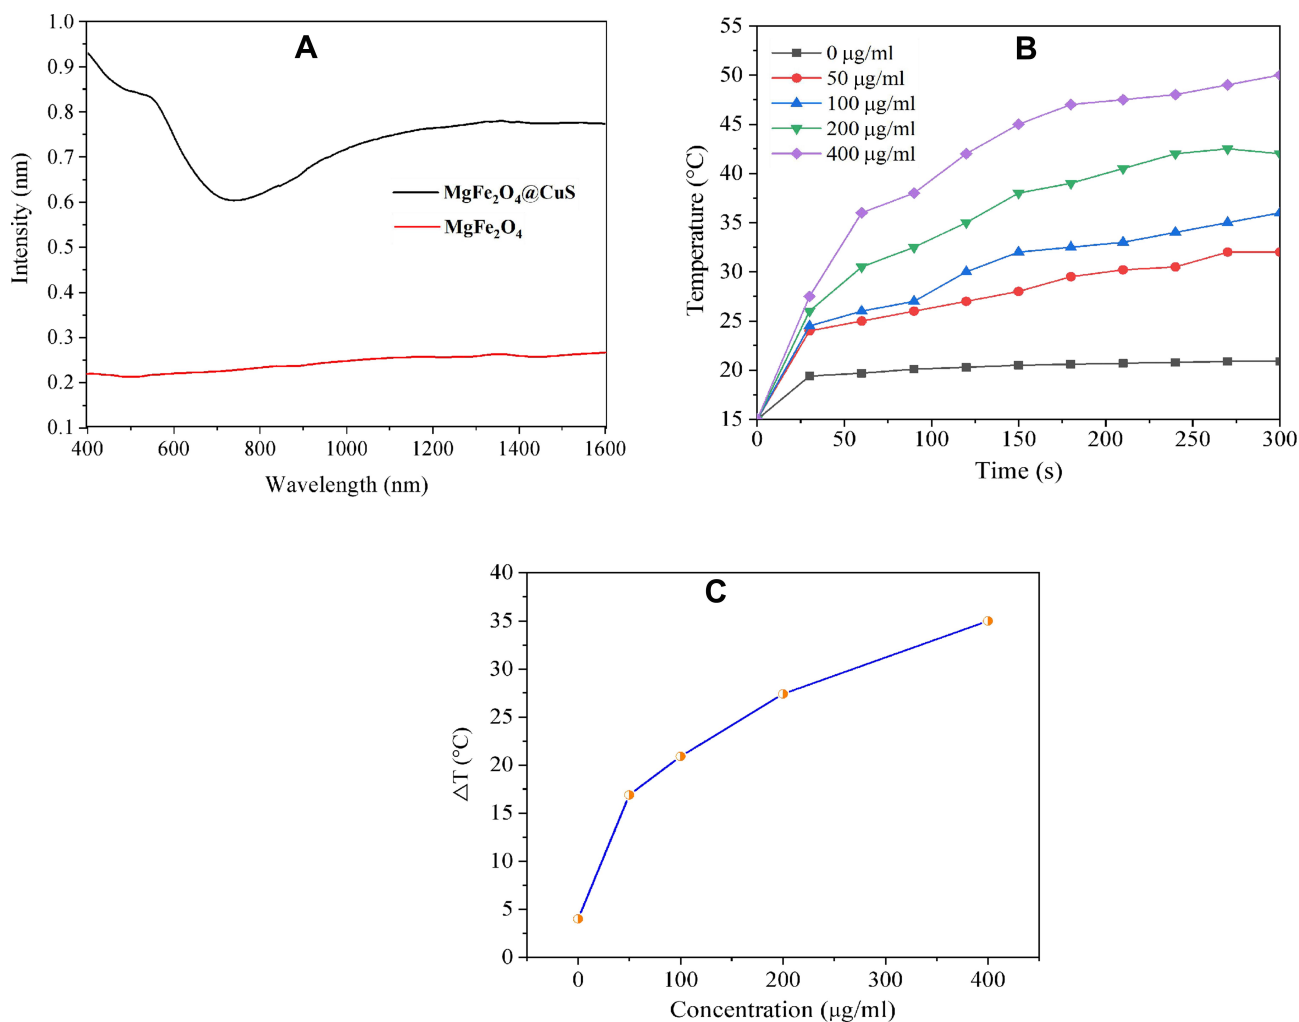 A
1.0
0.9
0.8
0.7
0.6
0.5
0.4
0.3
0.2
0.1
Intensity (nm)
MgFe₂O₄@CuS
MgFe₂O₄
400 600 800 1000 1200 1400 1600
Wavelength (nm)
B
55
50
45
40
35
30
25
20
15
Temperature (°C)
0 μg/ml
50 μg/ml
100 μg/ml
200 μg/ml
400 μg/ml
0 50 100 150 200 250 300
Time (s)
C
40
35
30
25
20
15
10
5
0
△T (°C)
0 100 200 300 400
Concentration (μg/ml)